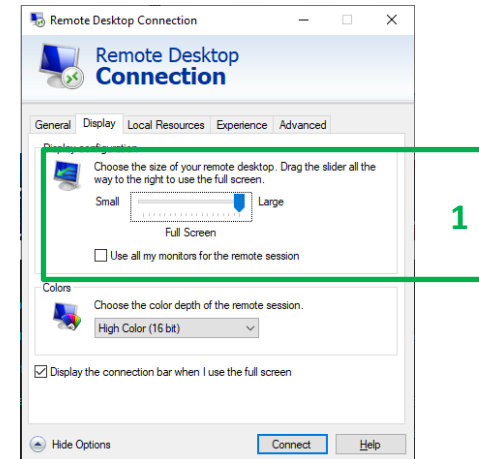 Remote Desktop Connection
Remote Desktop
Connection
General Display Local Resources Experience Advanced
Display configuration
Choose the size of your remote desktop. Drag the slider all the
way to the right to use the full screen.
Small Large
Full Screen
1
Use all my monitors for the remote session
Colors
Choose the color depth of the remote session.
High Color (16 bit)
Display the connection bar when I use the full screen
Hide Options Connect Help